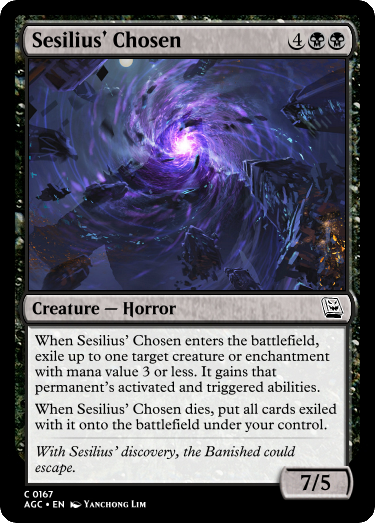 Sesilius' Chosen 4
Creature — Horror
When Sesilius' Chosen enters the battlefield,
exile up to one target creature or enchantment
with mana value 3 or less. It gains that
permanent's activated and triggered abilities.
When Sesilius' Chosen dies, put all cards exiled
with it onto the battlefield under your control.
With Sesilius' discovery, the Banished could
escape.
7/5
C 0167
AGC • EN Yanchong Lim